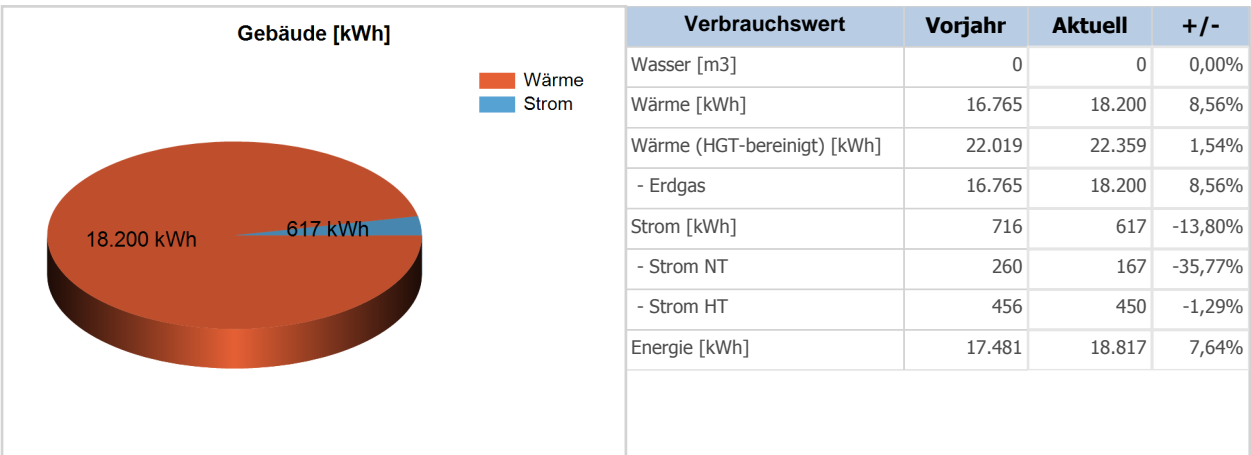 Gebäude [kWh]
Wärme
Strom
18.200 kWh
617 kWh
Verbrauchswert Vorjahr Aktuell +/-
Wasser [m3] 0 0 0,00%
Wärme [kWh] 16.765 18.200 8,56%
Wärme (HGT-bereinigt) [kWh] 22.019 22.359 1,54%
- Erdgas 16.765 18.200 8,56%
Strom [kWh] 716 617 -13,80%
- Strom NT 260 167 -35,77%
- Strom HT 456 450 -1,29%
Energie [kWh] 17.481 18.817 7,64%